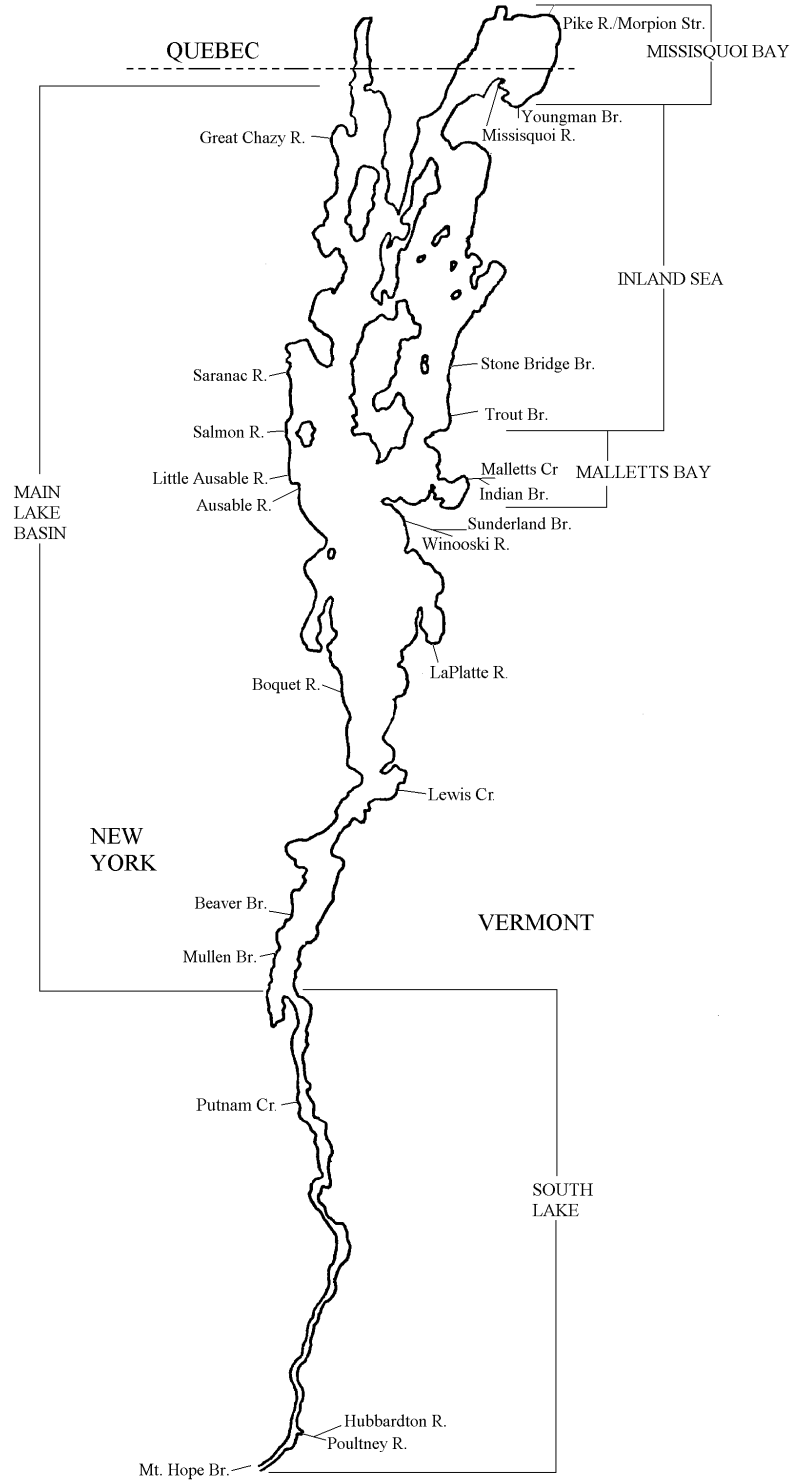 Pike R./Morpion Str.
QUEBEC
MISSISQUOI BAY
Youngman Br.
Missisquoi R.
Great Chazy R.
INLAND SEA
Stone Bridge Br.
Saranac R.
Trout Br.
Salmon R.
Malletts Cr
MALLETTS BAY
Little Ausable R.
Indian Br.
Ausable R.
MAIN
LAKE
BASIN
Sunderland Br.
Winooski R.
LaPlatte R.
Boquet R.
Lewis Cr.
NEW
YORK
Beaver Br.
VERMONT
Mullen Br.
Putnam Cr.
SOUTH
LAKE
Hubbardton R.
Poultney R.
Mt. Hope Br.